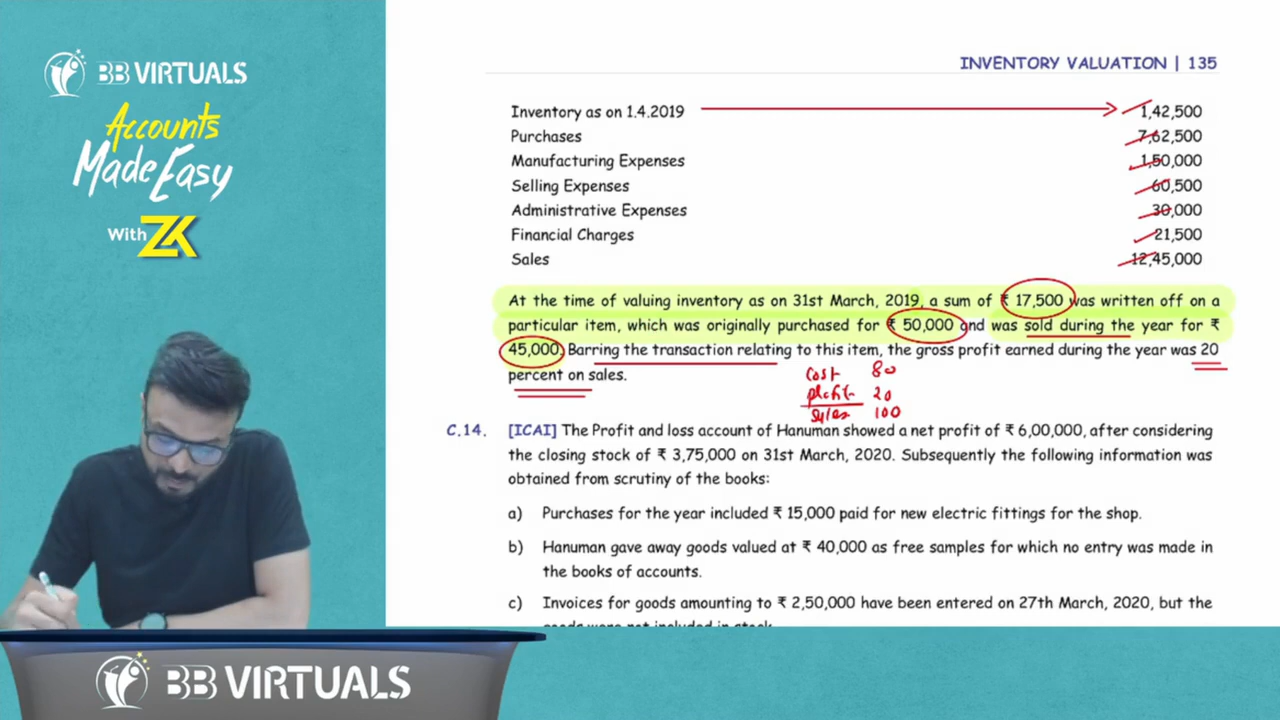 BB VIRTUALS
Accounts
Made Easy
With ZK
INVENTORY VALUATION | 135
Inventory as on 1.4.2019 1,42,500
Purchases 7,62,500
Manufacturing Expenses 1,50,000
Selling Expenses 60,500
Administrative Expenses 30,000
Financial Charges 21,500
Sales 12,45,000
At the time of valuing inventory as on 31st March, 2019, a sum of ₹ 17,500 was written off on a
particular item, which was originally purchased for ₹ 50,000 and was sold during the year for ₹
45,000. Barring the transaction relating to this item, the gross profit earned during the year was 20
percent on sales.
Cost 80
Profit 20
Sales 100
C.14. [ICAI] The Profit and loss account of Hanuman showed a net profit of ₹ 6,00,000, after considering
the closing stock of ₹ 3,75,000 on 31st March, 2020. Subsequently the following information was
obtained from scrutiny of the books:
a) Purchases for the year included ₹ 15,000 paid for new electric fittings for the shop.
b) Hanuman gave away goods valued at ₹ 40,000 as free samples for which no entry was made in
the books of accounts.
c) Invoices for goods amounting to ₹ 2,50,000 have been entered on 27th March, 2020, but the
goods were not included in stock.
BB VIRTUALS